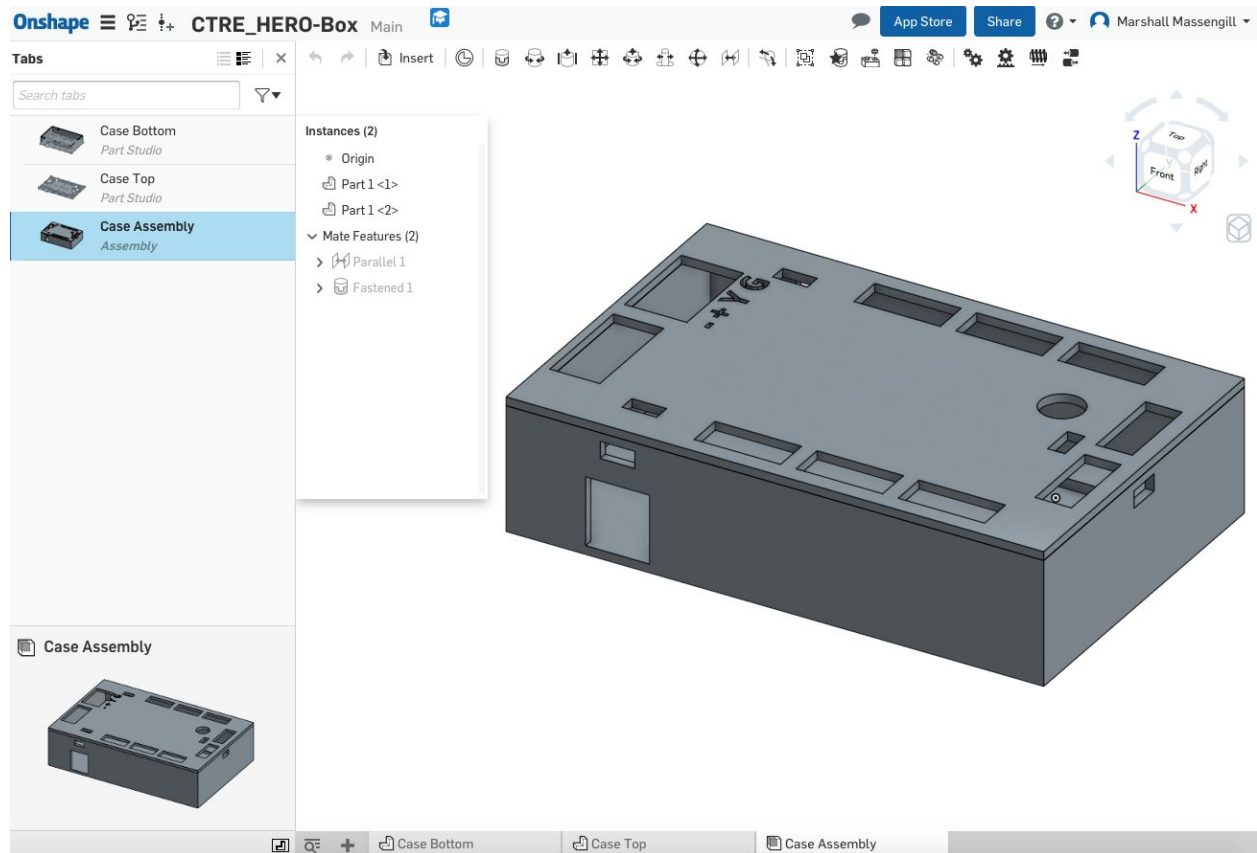 Onshape CTRE_HERO-Box Main App Store Share Marshall Massengill
Tabs
Insert
Search tabs
Case Bottom
Part Studio
Case Top
Part Studio
Case Assembly
Assembly
Instances (2)
Origin
Part 1 <1>
Part 1 <2>
Mate Features (2)
Parallel 1
Fastened 1
Z
Top
Y
Front
Right
X
- + Y G
Case Assembly
Case Bottom
Case Top
Case Assembly